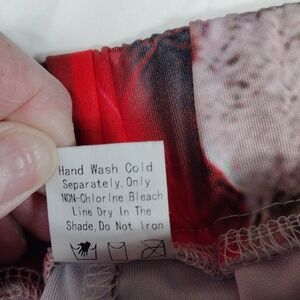 Hand Wash Cold
Separately, Only
NON-Chlorine Bleach
Line Dry In The
Shade, Do Not Iron